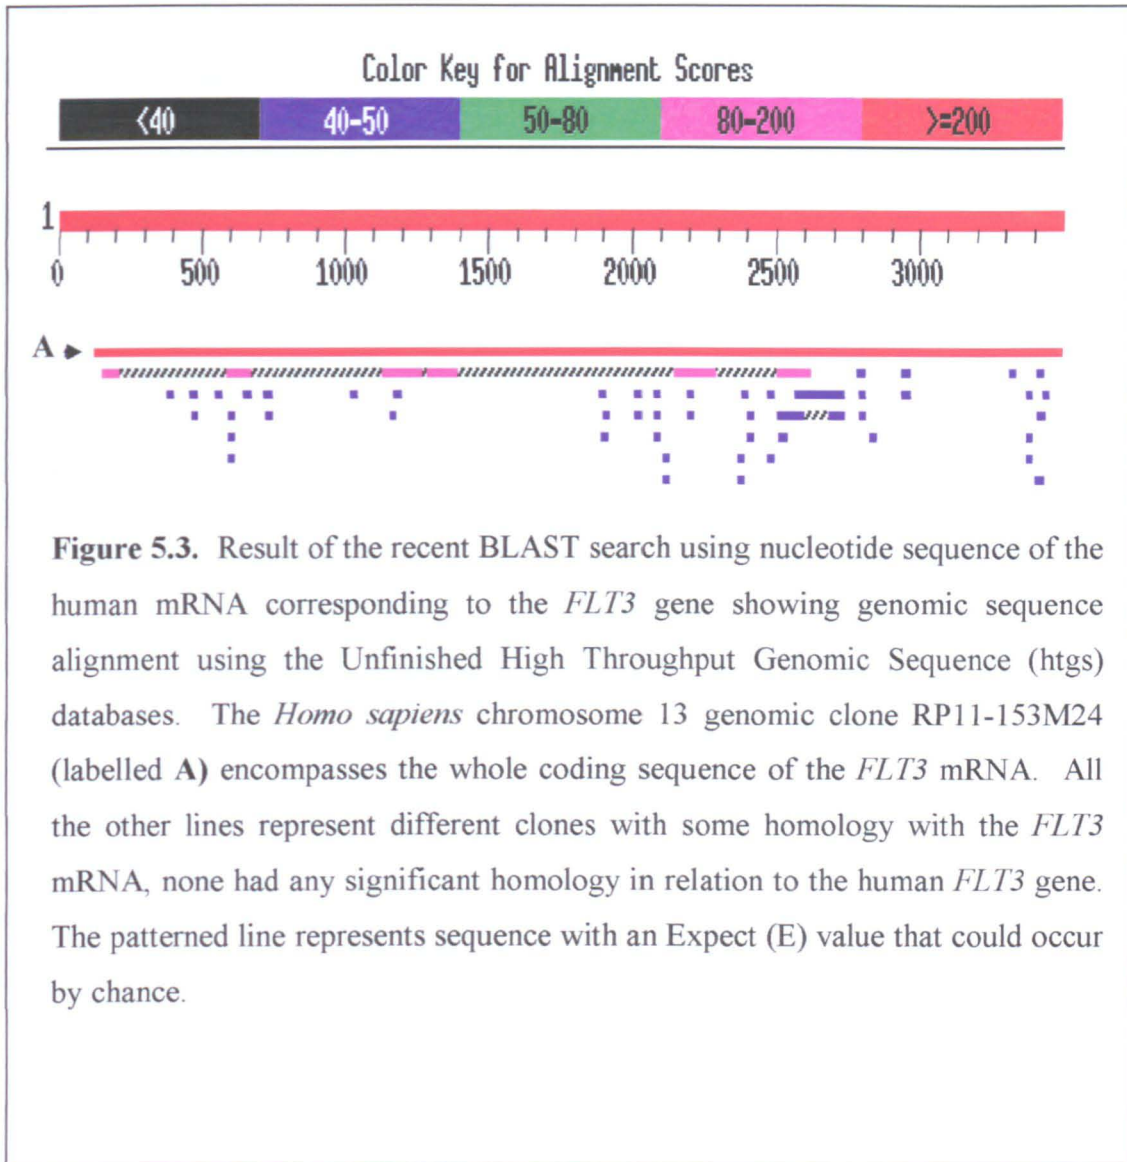 Color Key for Alignment Scores
<40 40-50 50-80 80-200 >=200
1
0 500 1000 1500 2000 2500 3000
A
Figure 5.3. Result of the recent BLAST search using nucleotide sequence of the
human mRNA corresponding to the FLT3 gene showing genomic sequence
alignment using the Unfinished High Throughput Genomic Sequence (htgs)
databases. The Homo sapiens chromosome 13 genomic clone RP11-153M24
(labelled A) encompasses the whole coding sequence of the FLT3 mRNA. All
the other lines represent different clones with some homology with the FLT3
mRNA, none had any significant homology in relation to the human FLT3 gene.
The patterned line represents sequence with an Expect (E) value that could occur
by chance.